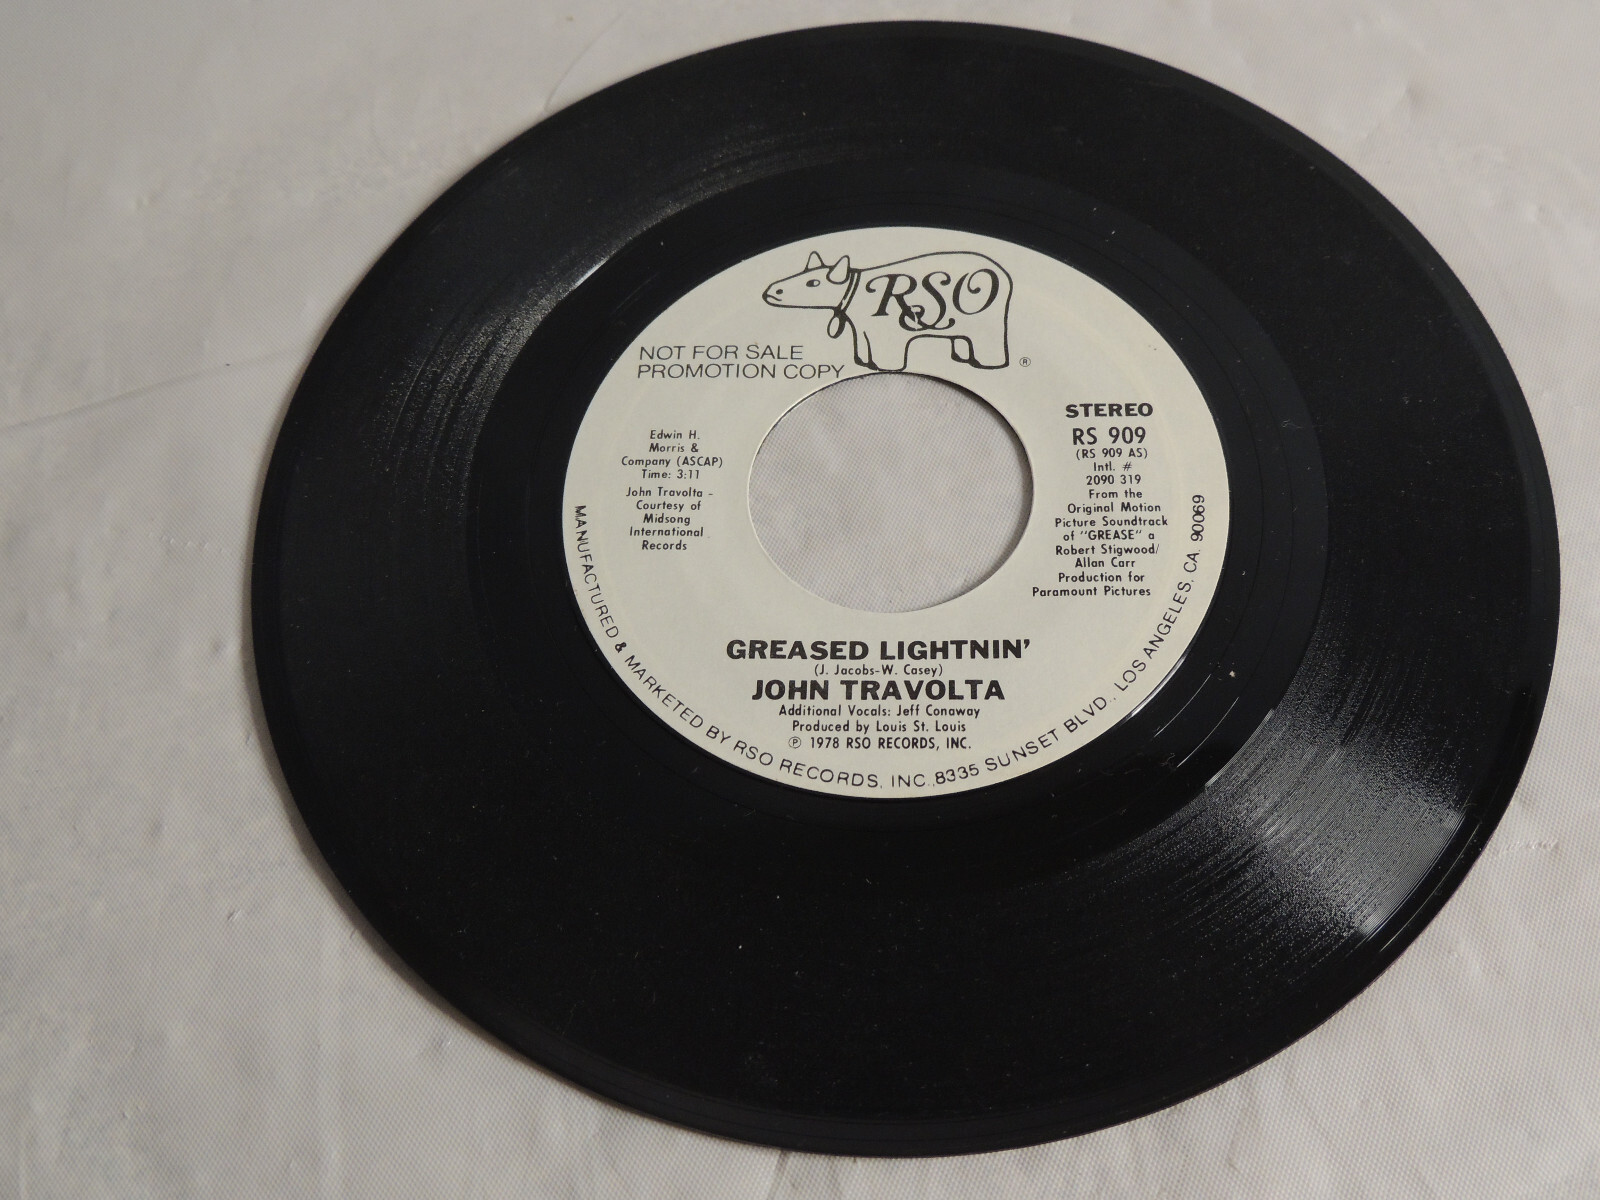 RSO
®
NOT FOR SALE
PROMOTION COPY
Edwin H.
Morris &
Company (ASCAP)
Time: 3:11
John Travolta -
Courtesy of
Midsong
International
Records
STEREO
RS 909
(RS 909 AS)
Intl. #
2090 319
From the
Original Motion
Picture Soundtrack
of "GREASE" a
Robert Stigwood/
Allan Carr
Production for
Paramount Pictures
GREASED LIGHTNIN'
(J. Jacobs-W. Casey)
JOHN TRAVOLTA
Additional Vocals: Jeff Conaway
Produced by Louis St. Louis
℗ 1978 RSO RECORDS, INC.
MANUFACTURED & MARKETED BY RSO RECORDS, INC., 8335 SUNSET BLVD., LOS ANGELES, CA. 90069